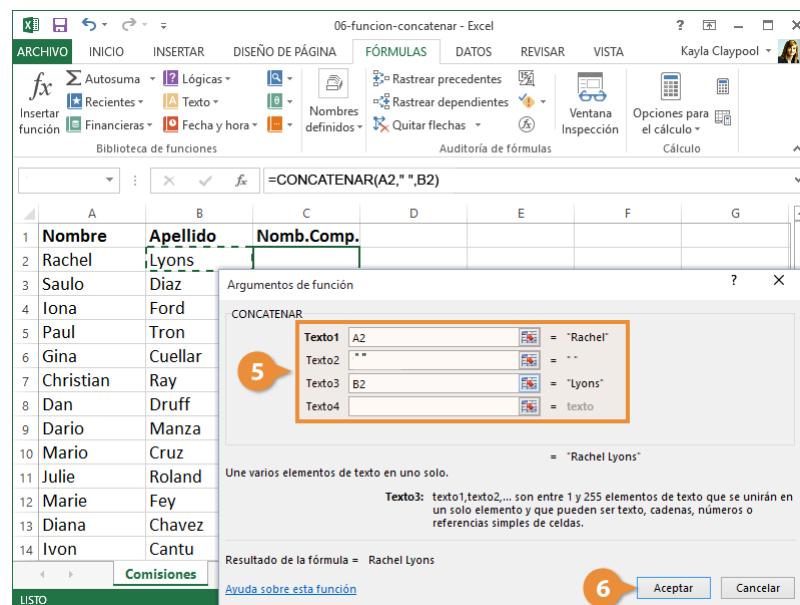 06-funcion-concatenar - Excel
ARCHIVO INICIO INSERTAR DISEÑO DE PÁGINA FÓRMULAS DATOS REVISAR VISTA Kayla Claypool
fx Insertar función
Σ Autosuma
Recientes
Financieras
? Lógicas
A Texto
Fecha y hora
θ
Nombres definidos
Rastrear precedentes
Rastrear dependientes
Quitar flechas
fx
Ventana Inspección
Opciones para el cálculo
Biblioteca de funciones Auditoría de fórmulas Cálculo
fx =CONCATENAR(A2," ",B2)
A B C D E F G
1 Nombre Apellido Nomb.Comp.
2 Rachel Lyons
3 Saulo Diaz
4 Iona Ford
5 Paul Tron
6 Gina Cuellar
7 Christian Ray
8 Dan Druff
9 Dario Manza
10 Mario Cruz
11 Julie Roland
12 Marie Fey
13 Diana Chavez
14 Ivon Cantu
Argumentos de función ? X
CONCATENAR
5
Texto1 A2 = "Rachel"
Texto2 " " = " "
Texto3 B2 = "Lyons"
Texto4 = texto
= "Rachel Lyons"
Une varios elementos de texto en uno solo.
Texto3: texto1,texto2,... son entre 1 y 255 elementos de texto que se unirán en
un solo elemento y que pueden ser texto, cadenas, números o
referencias simples de celdas.
Resultado de la fórmula = Rachel Lyons
Ayuda sobre esta función
6
Aceptar Cancelar
Comisiones
LISTO